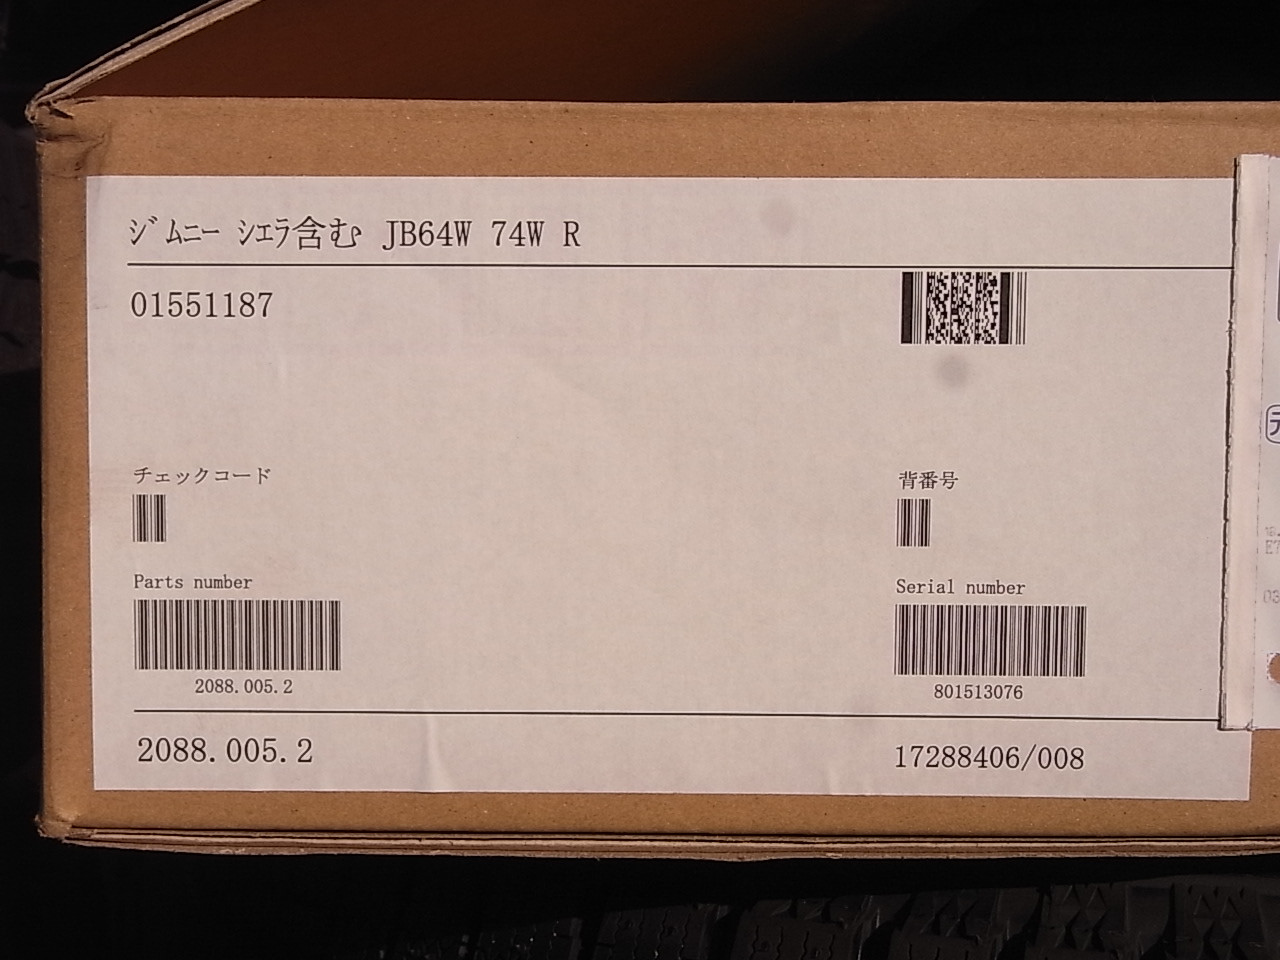 ｼﾞﾑﾆｰ ｼｴﾗ含む JB64W 74W R
01551187
チェックコード
背番号
Parts number
Serial number
2088.005.2
801513076
2088.005.2
17288406/008